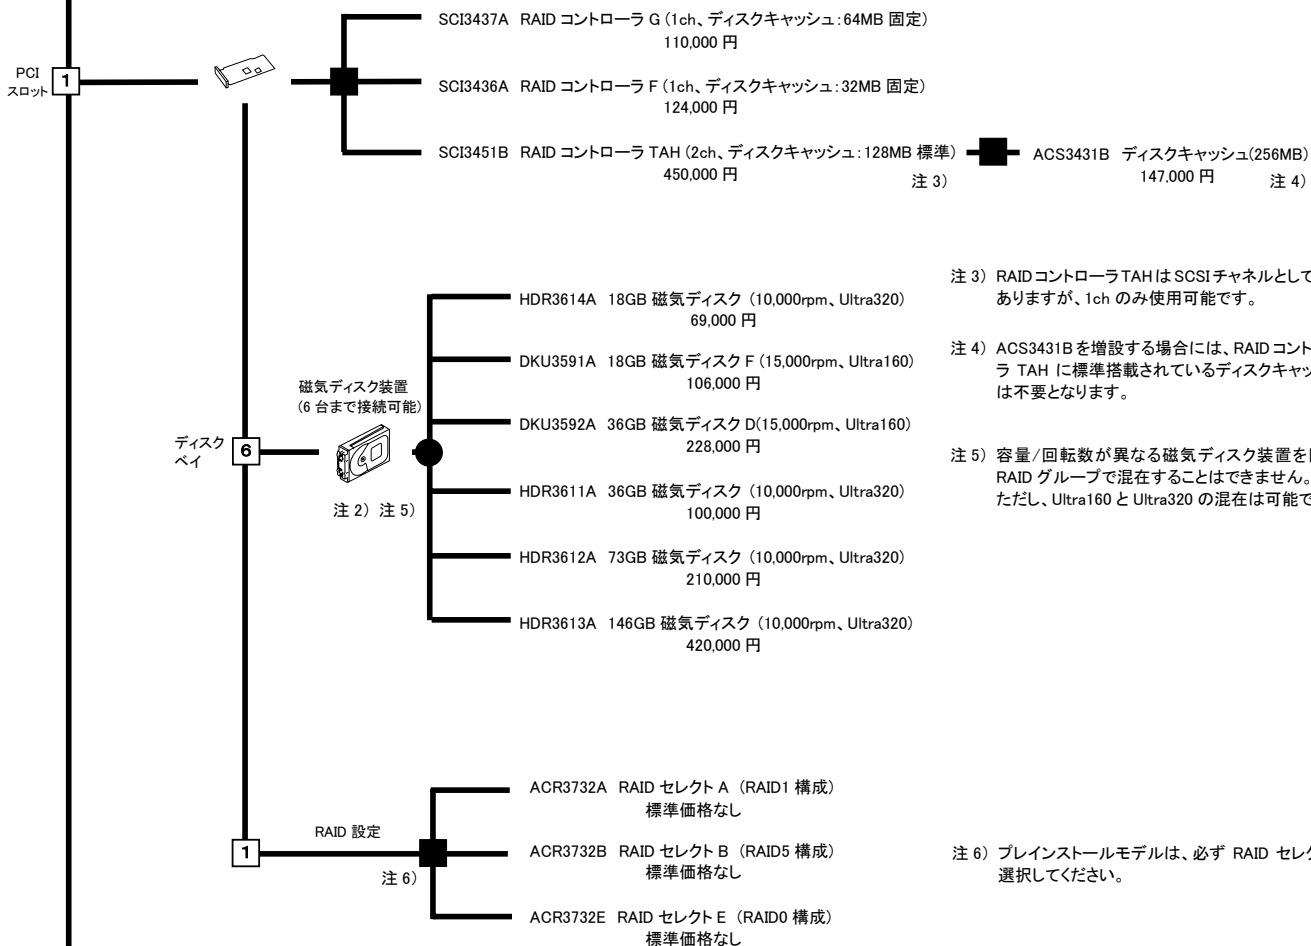 SCI3437A RAID コントローラ G (1ch、ディスクキャッシュ:64MB 固定)
110,000 円
PCI
スロット
1
SCI3436A RAID コントローラ F (1ch、ディスクキャッシュ:32MB 固定)
124,000 円
SCI3451B RAID コントローラ TAH (2ch、ディスクキャッシュ:128MB 標準)
450,000 円
注 3)
ACS3431B ディスクキャッシュ(256MB)
147,000 円 注 4)
注 3) RAIDコントローラTAHはSCSIチャネルとして
ありますが、1ch のみ使用可能です。
注 4) ACS3431Bを増設する場合には、RAIDコント
ラ TAH に標準搭載されているディスクキャッ
は不要となります。
注 5) 容量/回転数が異なる磁気ディスク装置を
RAID グループで混在することはできません。
ただし、Ultra160 と Ultra320 の混在は可能で
HDR3614A 18GB 磁気ディスク (10,000rpm、Ultra320)
69,000 円
DKU3591A 18GB 磁気ディスク F (15,000rpm、Ultra160)
106,000 円
磁気ディスク装置
(6 台まで接続可能)
DKU3592A 36GB 磁気ディスク D(15,000rpm、Ultra160)
228,000 円
ディスク
ベイ
6
注 2) 注 5)
HDR3611A 36GB 磁気ディスク (10,000rpm、Ultra320)
100,000 円
HDR3612A 73GB 磁気ディスク (10,000rpm、Ultra320)
210,000 円
HDR3613A 146GB 磁気ディスク (10,000rpm、Ultra320)
420,000 円
ACR3732A RAID セレクト A (RAID1 構成)
標準価格なし
RAID 設定
1
注 6)
ACR3732B RAID セレクト B (RAID5 構成)
標準価格なし
注 6) プレインストールモデルは、必ず RAID セレク
選択してください。
ACR3732E RAID セレクト E (RAID0 構成)
標準価格なし